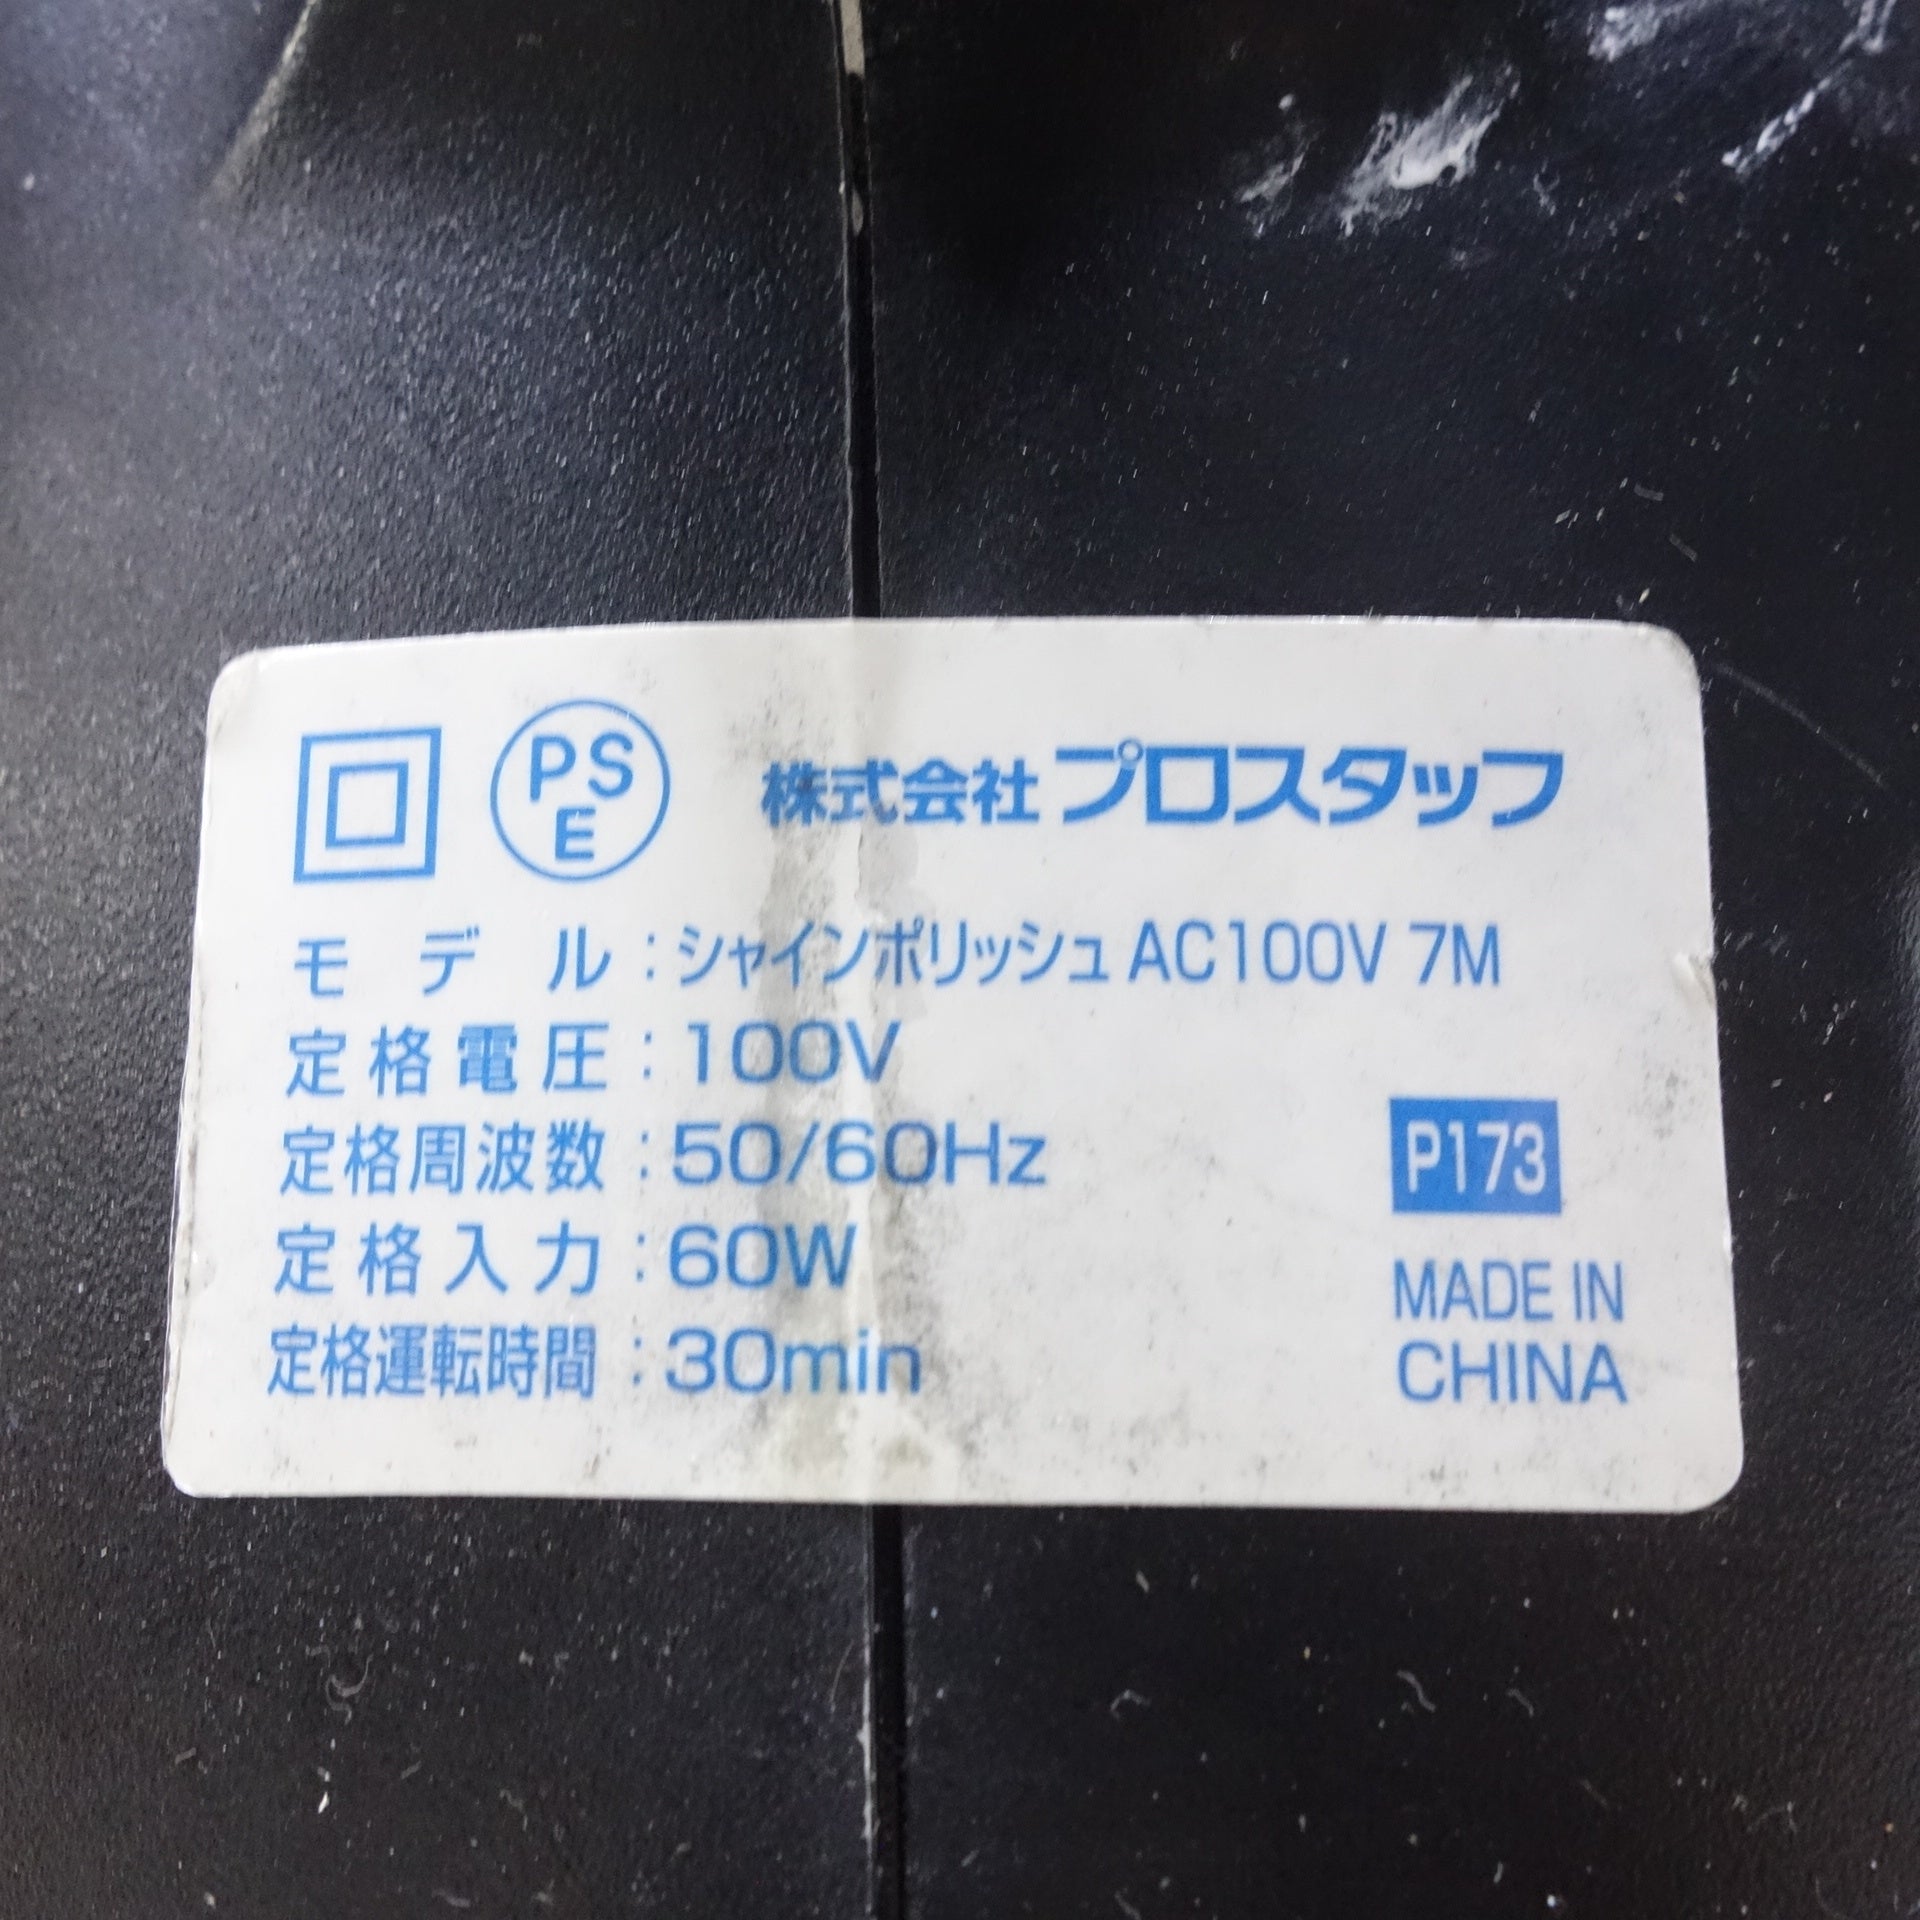 PSE
株式会社プロスタッフ
モデル：シャインポリッシュ AC100V 7M
定格電圧：100V
定格周波数：50/60Hz
P173
定格入力：60W
MADE IN
定格運転時間：30min
CHINA